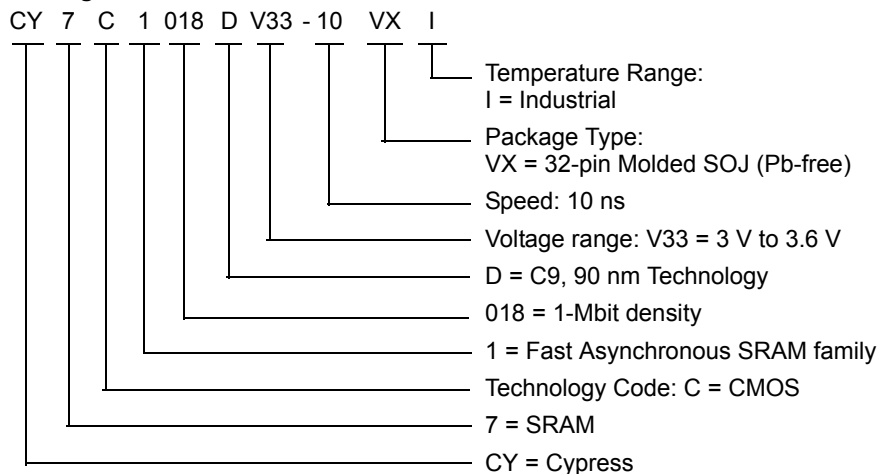 CY 7 C 1 018 D V33 - 10 VX I
Temperature Range:
I = Industrial
Package Type:
VX = 32-pin Molded SOJ (Pb-free)
Speed: 10 ns
Voltage range: V33 = 3 V to 3.6 V
D = C9, 90 nm Technology
018 = 1-Mbit density
1 = Fast Asynchronous SRAM family
Technology Code: C = CMOS
7 = SRAM
CY = Cypress